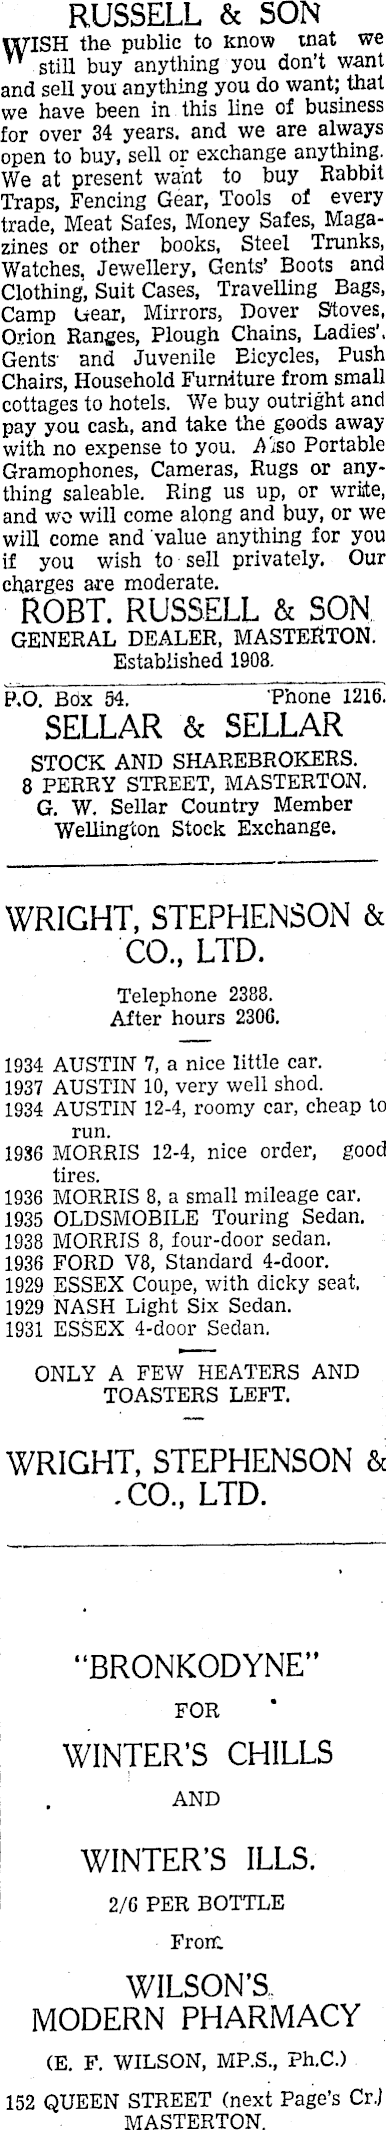 RUSSELL & SON
WISH the public to know that we
still buy anything you don't want
and sell you anything you do want; that
we have been in this line of business
for over 34 years. and we are always
open to buy, sell or exchange anything.
We at present want to buy Rabbit
Traps, Fencing Gear, Tools of every
trade, Meat Safes, Money Safes, Maga-
zines or other books, Steel Trunks,
Watches, Jewellery, Gents' Boots and
Clothing, Suit Cases, Travelling Bags,
Camp Gear, Mirrors, Dover Stoves,
Orion Ranges, Plough Chains, Ladies',
Gents' and Juvenile Bicycles, Push
Chairs, Household Furniture from small
cottages to hotels. We buy outright and
pay you cash, and take the goods away
with no expense to you. Also Portable
Gramophones, Cameras, Rugs or any-
thing saleable. Ring us up, or write,
and we will come along and buy, or we
will come and value anything for you
if you wish to sell privately. Our
charges are moderate.
ROBT. RUSSELL & SON
GENERAL DEALER, MASTERTON.
Established 1908.
P.O. Box 54. 'Phone 1216.
SELLAR & SELLAR
STOCK AND SHAREBROKERS.
8 PERRY STREET, MASTERTON.
G. W. Sellar Country Member
Wellington Stock Exchange.
WRIGHT, STEPHENSON &
CO., LTD.
Telephone 2388.
After hours 2306.
1934 AUSTIN 7, a nice little car.
1937 AUSTIN 10, very well shod.
1934 AUSTIN 12-4, roomy car, cheap to
run.
1936 MORRIS 12-4, nice order, good
tires.
1936 MORRIS 8, a small mileage car.
1935 OLDSMOBILE Touring Sedan.
1938 MORRIS 8, four-door sedan.
1936 FORD V8, Standard 4-door.
1929 ESSEX Coupe, with dicky seat.
1929 NASH Light Six Sedan.
1931 ESSEX 4-door Sedan.
ONLY A FEW HEATERS AND
TOASTERS LEFT.
WRIGHT, STEPHENSON &
CO., LTD.
"BRONKODYNE"
FOR
WINTER'S CHILLS
AND
WINTER'S ILLS.
2/6 PER BOTTLE
From
WILSON'S
MODERN PHARMACY
(E. F. WILSON, MP.S., Ph.C.)
152 QUEEN STREET (next Page's Cr.)
MASTERTON.